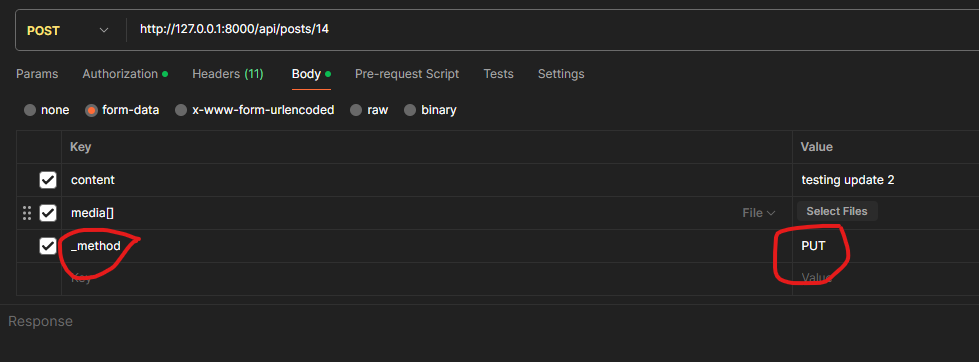 POST http://127.0.0.1:8000/api/posts/14
Params Authorization Headers (11) Body Pre-request Script Tests Settings
none form-data x-www-form-urlencoded raw binary
Key Value
content testing update 2
media[] File Select Files
_method PUT
Key Value
Response